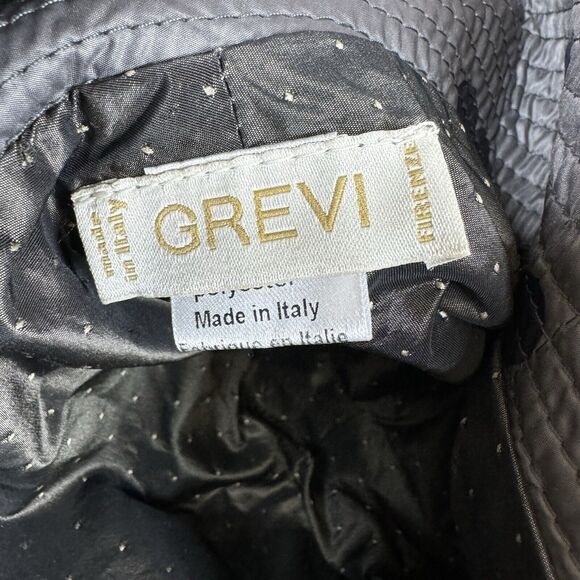 made
in Italy
GREVI
FIRENZE
polyester
Made in Italy
Fabriqué en Italie